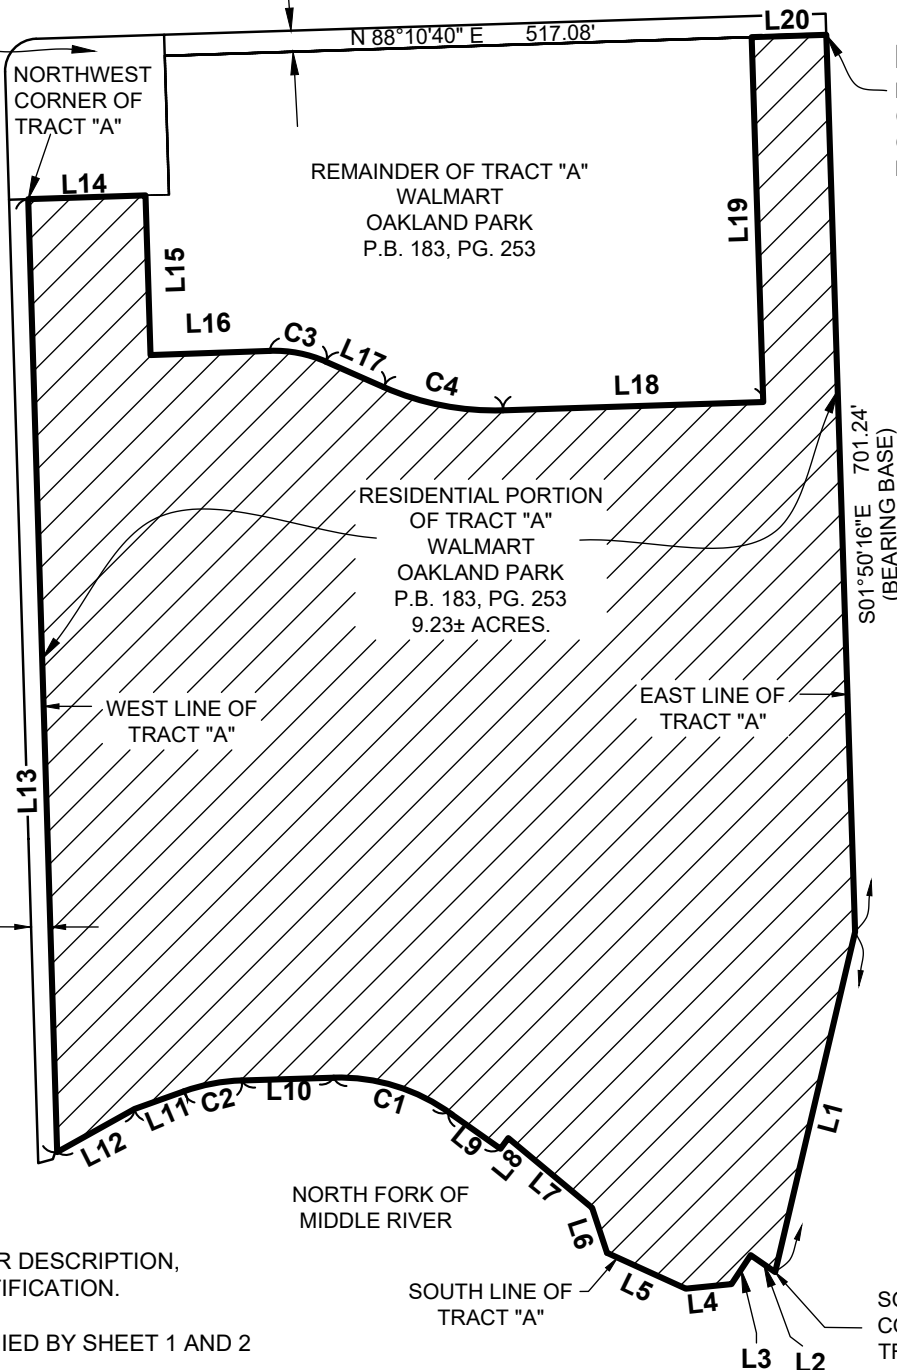 L20
N 88°10'40" E 517.08'
NORTHWEST
CORNER OF
TRACT "A"
L14
REMAINDER OF TRACT "A"
WALMART
OAKLAND PARK
P.B. 183, PG. 253
L19
L15
L16
C3
L17
C4
L18
S01°50'16"E 701.24'
(BEARING BASE)
RESIDENTIAL PORTION
OF TRACT "A"
WALMART
OAKLAND PARK
P.B. 183, PG. 253
9.23± ACRES.
WEST LINE OF
TRACT "A"
EAST LINE OF
TRACT "A"
L13
L12
L11
C2
L10
C1
L9
L8
L7
L6
L5
L4
L3
L2
L1
NORTH FORK OF
MIDDLE RIVER
SOUTH LINE OF
TRACT "A"
R DESCRIPTION,
IFICATION.
IED BY SHEET 1 AND 2